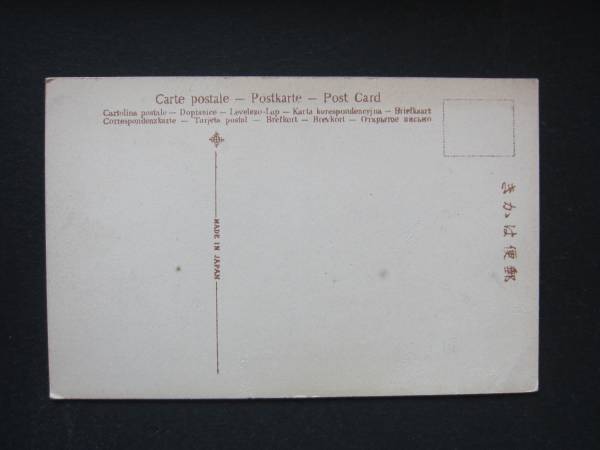 Carte postale — Postkarte — Post Card
Cartolina postale — Dopisnice — Levelezo-Lap — Karta korespondencyjna — Briefkaart
Correspondenzkarte — Tarjeta postal — Brefkort — Brevkort — Открытое письмо
MADE IN JAPAN
きかは便郵